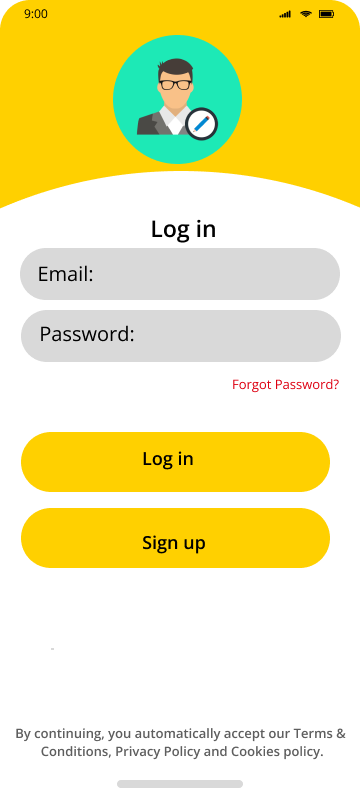 9:00
Log in
Email:
Password:
Forgot Password?
Log in
Sign up
By continuing, you automatically accept our Terms &
Conditions, Privacy Policy and Cookies policy.